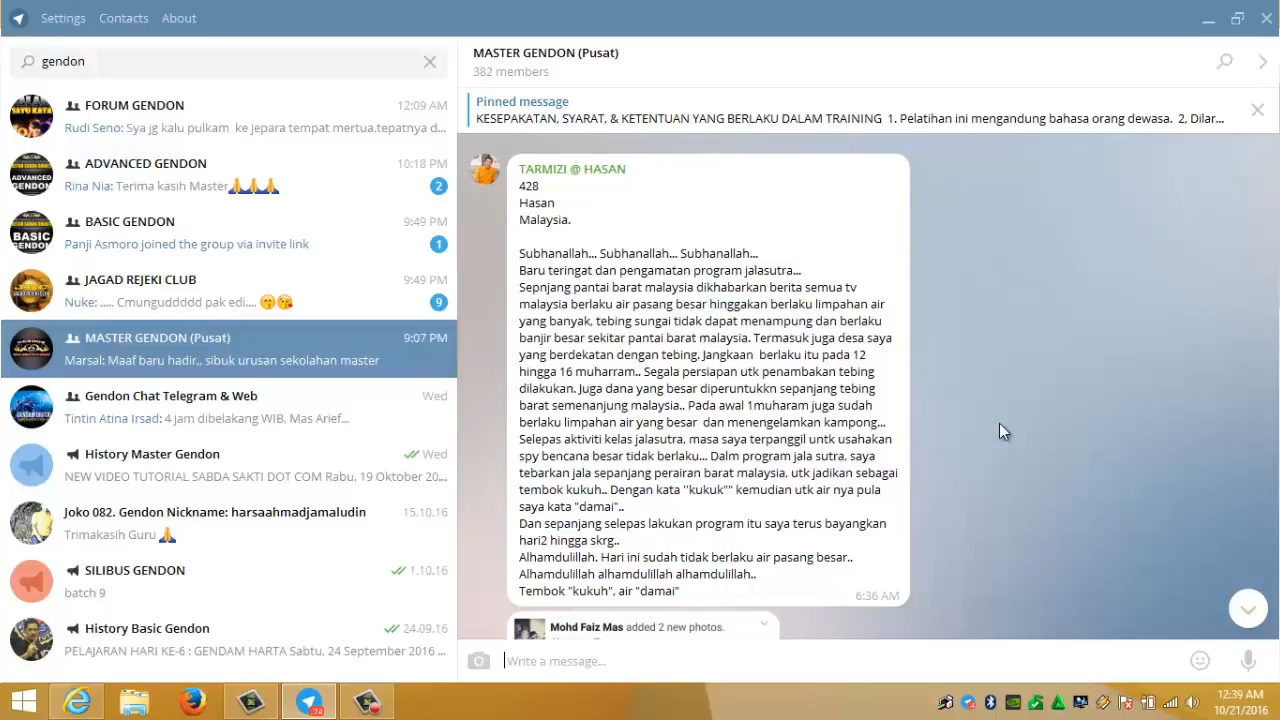 Settings Contacts About
gendon
FORUM GENDON 12:09 AM
Rudi Seno: Sya jg kalu pulkam ke jepara tempat mertua,tepatnya d...
ADVANCED GENDON 10:18 PM
Rina Nia: Terima kasih Master🙏🙏🙏 2
BASIC GENDON 9:49 PM
Panji Asmoro joined the group via invite link 1
JAGAD REJEKI CLUB 9:49 PM
Nuke: ..... Cmunguddddd pak edi.... 😙😘 9
MASTER GENDON (Pusat) 9:07 PM
Marsal: Maaf baru hadir,, sibuk urusan sekolahan master
Gendon Chat Telegram & Web Wed
Tintin Atina Irsad: 4 jam dibelakang WIB, Mas Arief...
History Master Gendon Wed
NEW VIDEO TUTORIAL SABDA SAKTI DOT COM Rabu, 19 Oktober 20...
Joko 082. Gendon Nickname: harsaahmadjamaludin 15.10.16
Trimakasih Guru 🙏
SILIBUS GENDON 1.10.16
batch 9
History Basic Gendon 24.09.16
PELAJARAN HARI KE-6 : GENDAM HARTA Sabtu, 24 September 2016 ...
MASTER GENDON (Pusat)
382 members
Pinned message
KESEPAKATAN, SYARAT, & KETENTUAN YANG BERLAKU DALAM TRAINING 1. Pelatihan ini mengandung bahasa orang dewasa. 2, Dilar...
TARMIZI @ HASAN
428
Hasan
Malaysia.
Subhanallah... Subhanallah... Subhanallah...
Baru teringat dan pengamatan program jalasutra...
Sepnjang pantai barat malaysia dikhabarkan berita semua tv
malaysia berlaku air pasang besar hinggakan berlaku limpahan air
yang banyak, tebing sungai tidak dapat menampung dan berlaku
banjir besar sekitar pantai barat malaysia. Termasuk juga desa saya
yang berdekatan dengan tebing. Jangkaan berlaku itu pada 12
hingga 16 muharram.. Segala persiapan utk penambakan tebing
dilakukan. Juga dana yang besar diperuntukkn sepanjang tebing
barat semenanjung malaysia.. Pada awal 1muharam juga sudah
berlaku limpahan air yang besar dan menengelamkan kampong...
Selepas aktiviti kelas jalasutra, masa saya terpanggil untk usahakan
spy bencana besar tidak berlaku... Dalm program jala sutra, saya
tebarkan jala sepanjang perairan barat malaysia, utk jadikan sebagai
tembok kukuh.. Dengan kata "kukuk"" kemudian utk air nya pula
saya kata "damai"..
Dan sepanjang selepas lakukan program itu saya terus bayangkan
hari2 hingga skrg..
Alhamdulillah. Hari ini sudah tidak berlaku air pasang besar..
Alhamdulillah alhamdulillah alhamdulillah..
Tembok "kukuh", air "damai" 6:36 AM
Mohd Faiz Mas added 2 new photos.
Write a message...
74
12:39 AM
10/21/2016